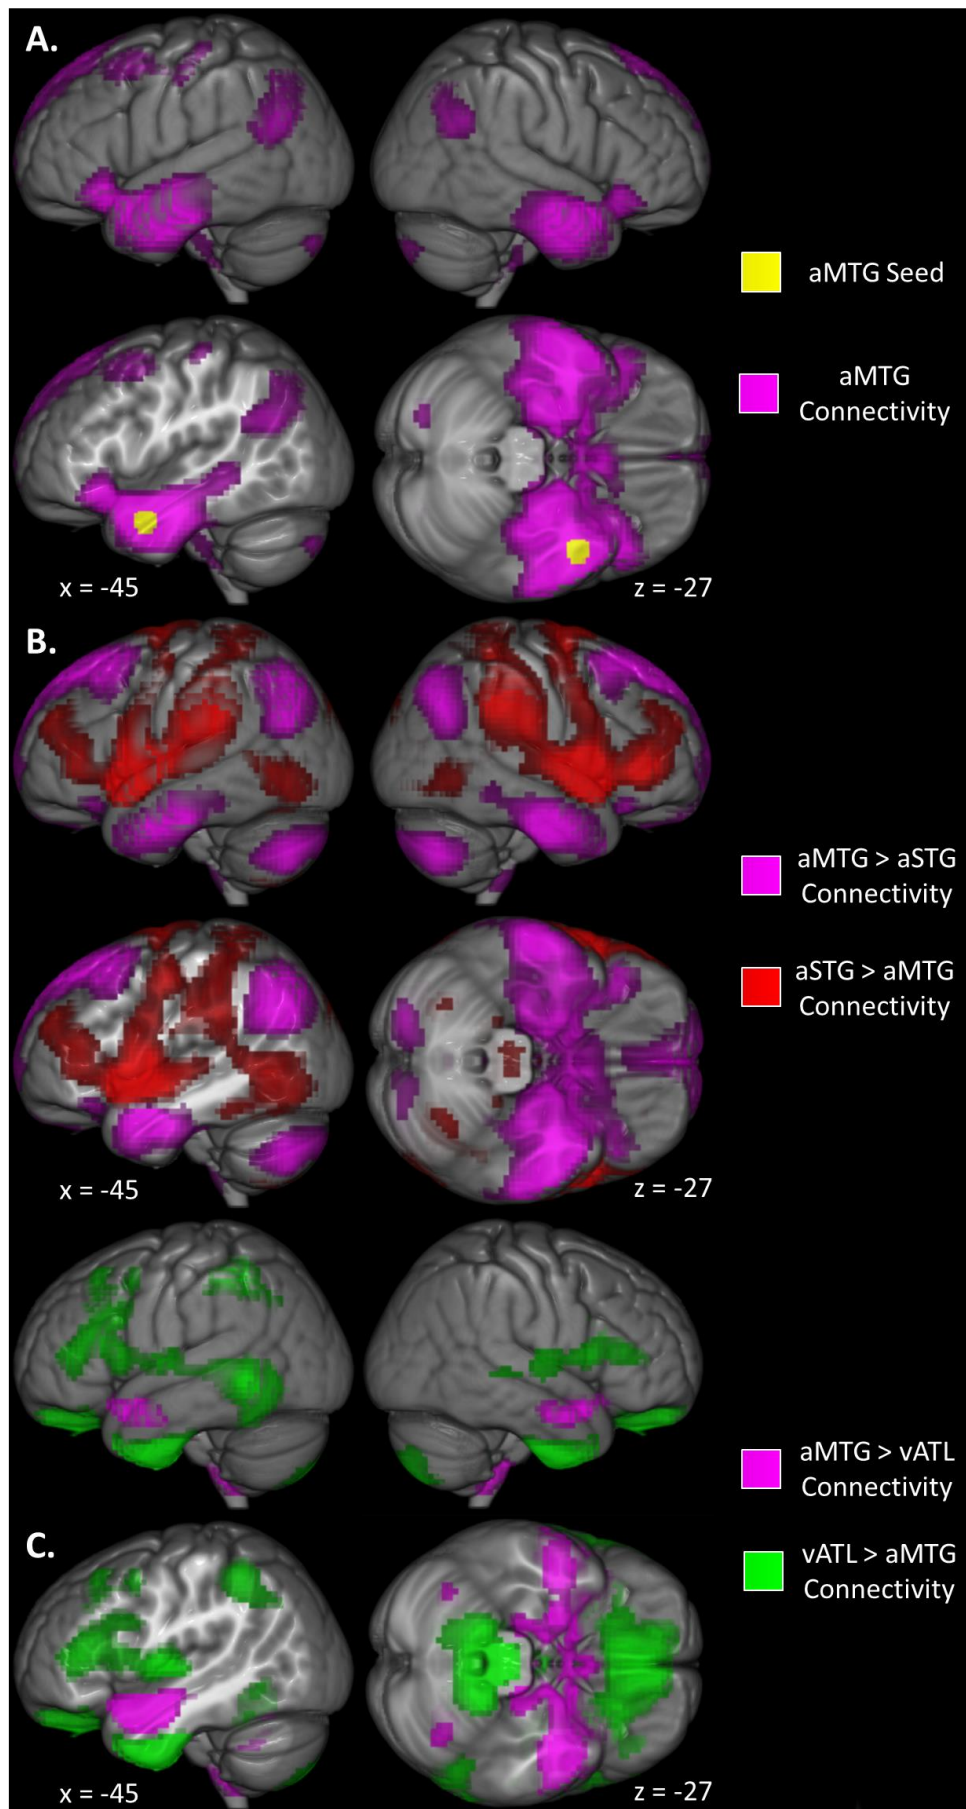 A.
aMTG Seed
aMTG
Connectivity
x = -45
z = -27
B.
aMTG > aSTG
Connectivity
aSTG > aMTG
Connectivity
x = -45
z = -27
aMTG > vATL
Connectivity
C.
vATL > aMTG
Connectivity
x = -45
z = -27